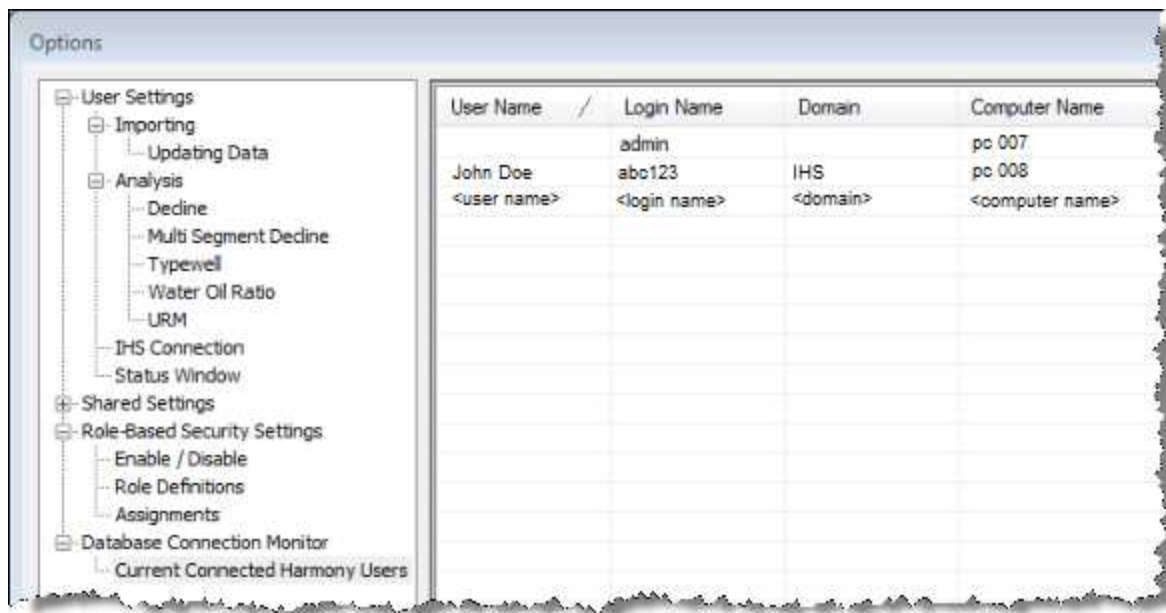 Options
User Settings
Importing
Updating Data
Analysis
Decline
Multi Segment Decline
Typewell
Water Oil Ratio
URM
IHS Connection
Status Window
Shared Settings
Role-Based Security Settings
Enable / Disable
Role Definitions
Assignments
Database Connection Monitor
Current Connected Harmony Users
User Name / Login Name Domain Computer Name
admin pc 007
John Doe abc123 IHS pc 008
<user name> <login name> <domain> <computer name>